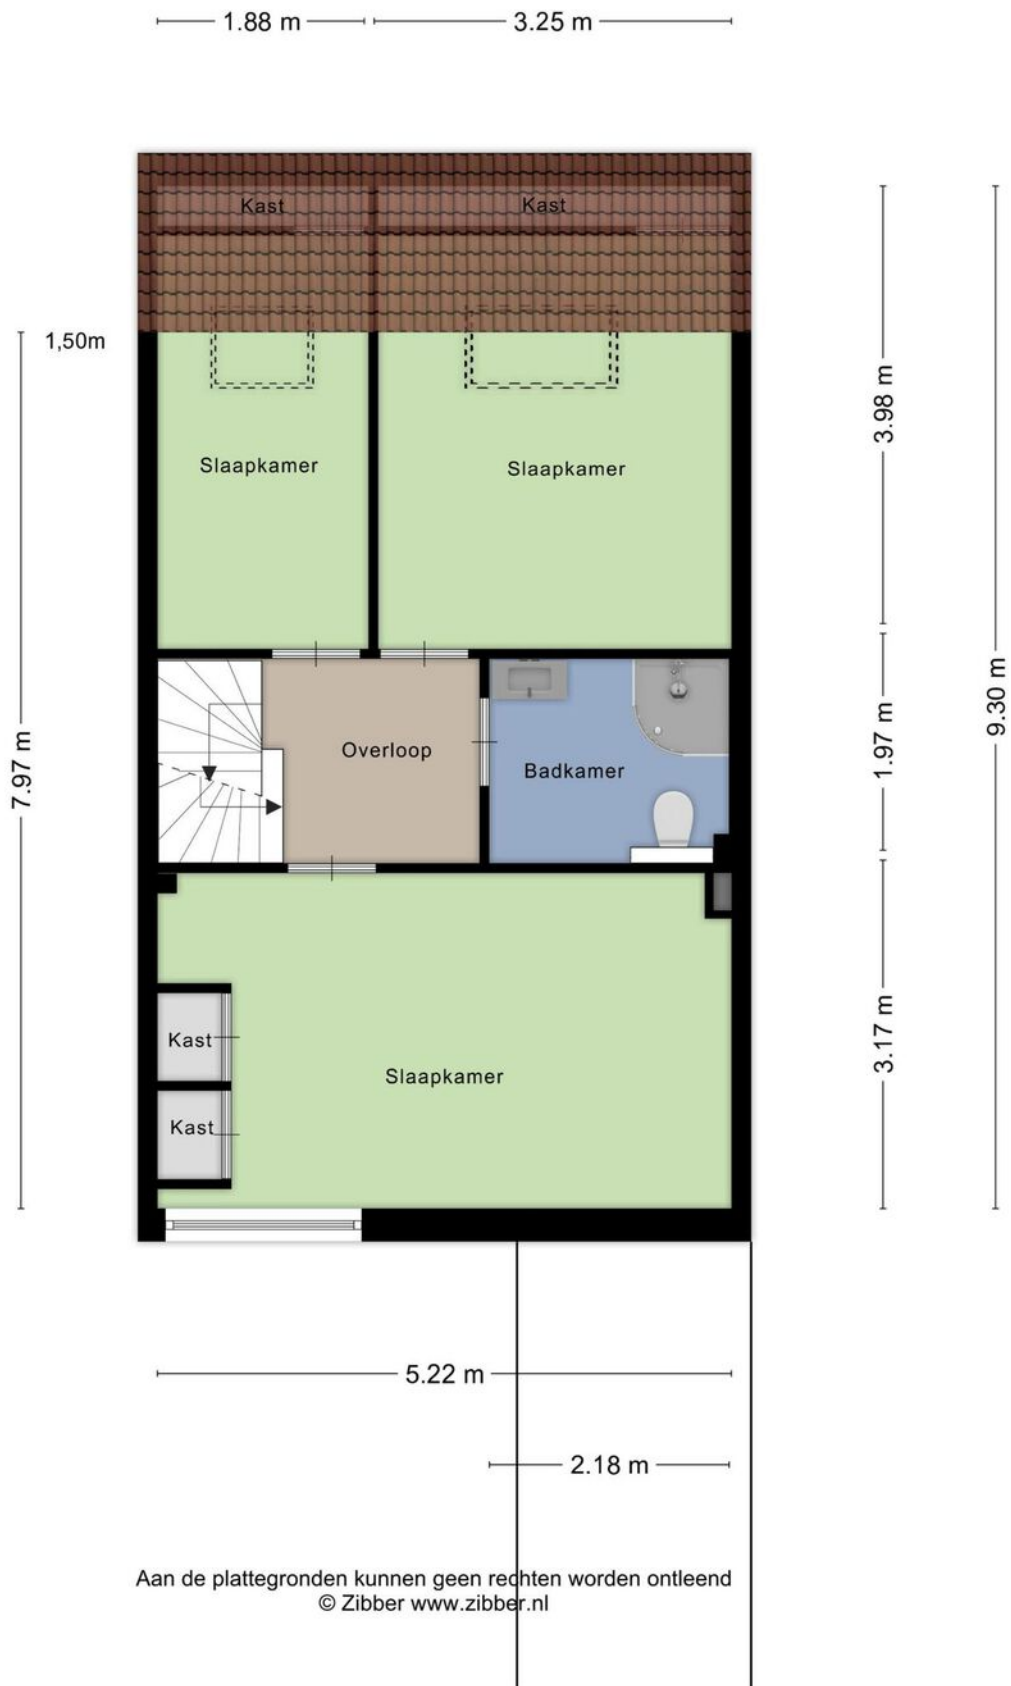 1.88 m
3.25 m
Kast
Kast
1,50m
3.98 m
Slaapkamer
Slaapkamer
9.30 m
7.97 m
Overloop
Badkamer
1.97 m
Kast
Slaapkamer
3.17 m
Kast
5.22 m
2.18 m
Aan de plattegronden kunnen geen rechten worden ontleend
© Zibber www.zibber.nl